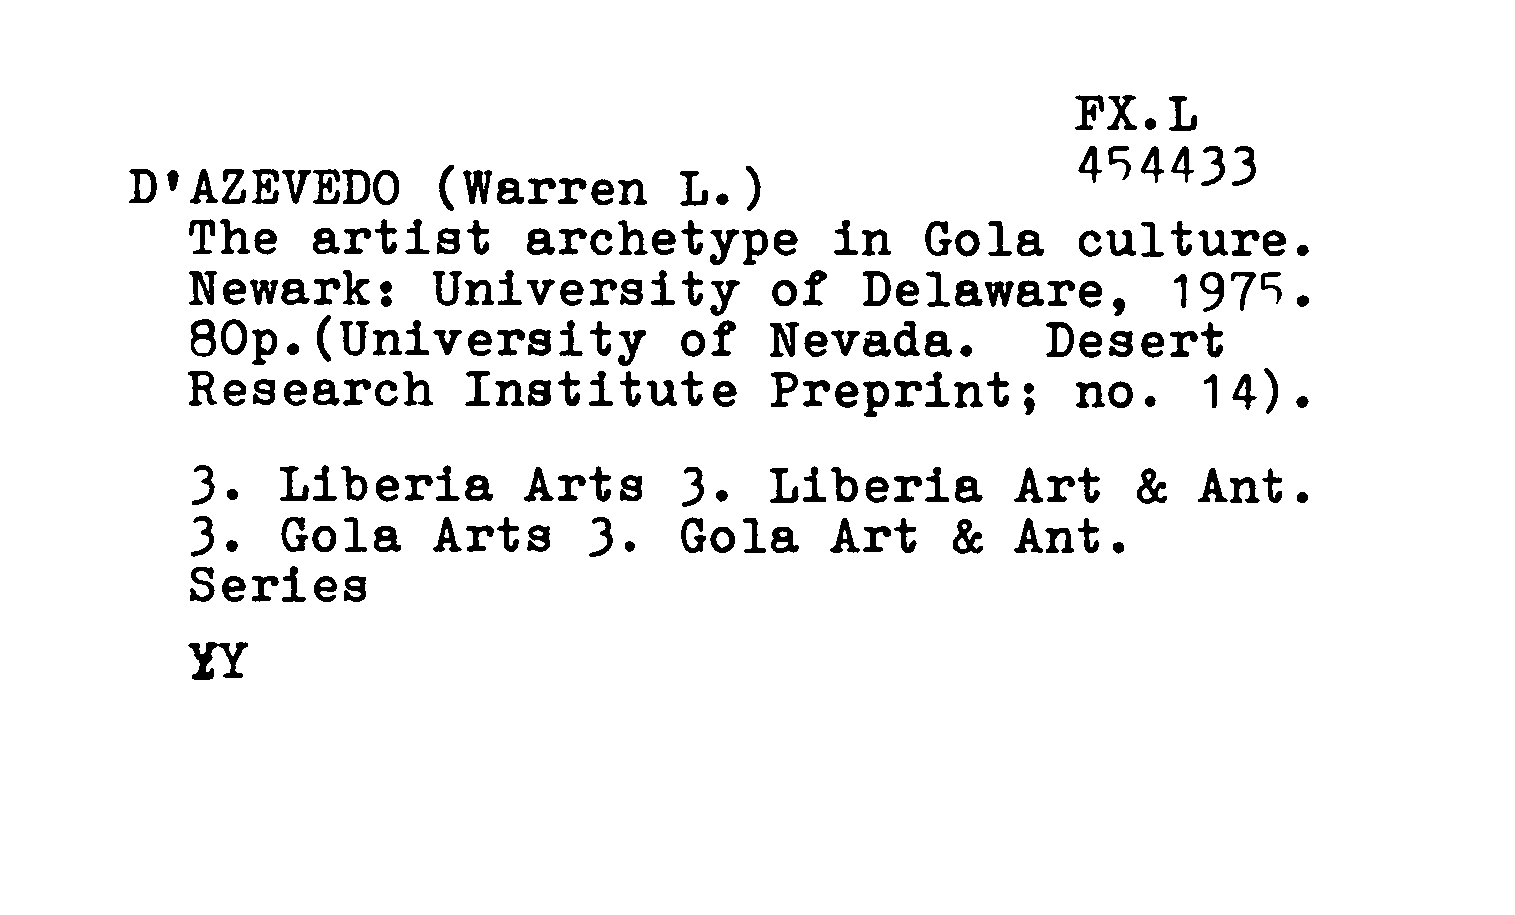 FX.L
454433
D'AZEVEDO (Warren L.)
The artist archetype in Gola culture.
Newark: University of Delaware, 1975.
80p.(University of Nevada. Desert
Research Institute Preprint; no. 14).
3. Liberia Arts 3. Liberia Art & Ant.
3. Gola Arts 3. Gola Art & Ant.
Series
YY